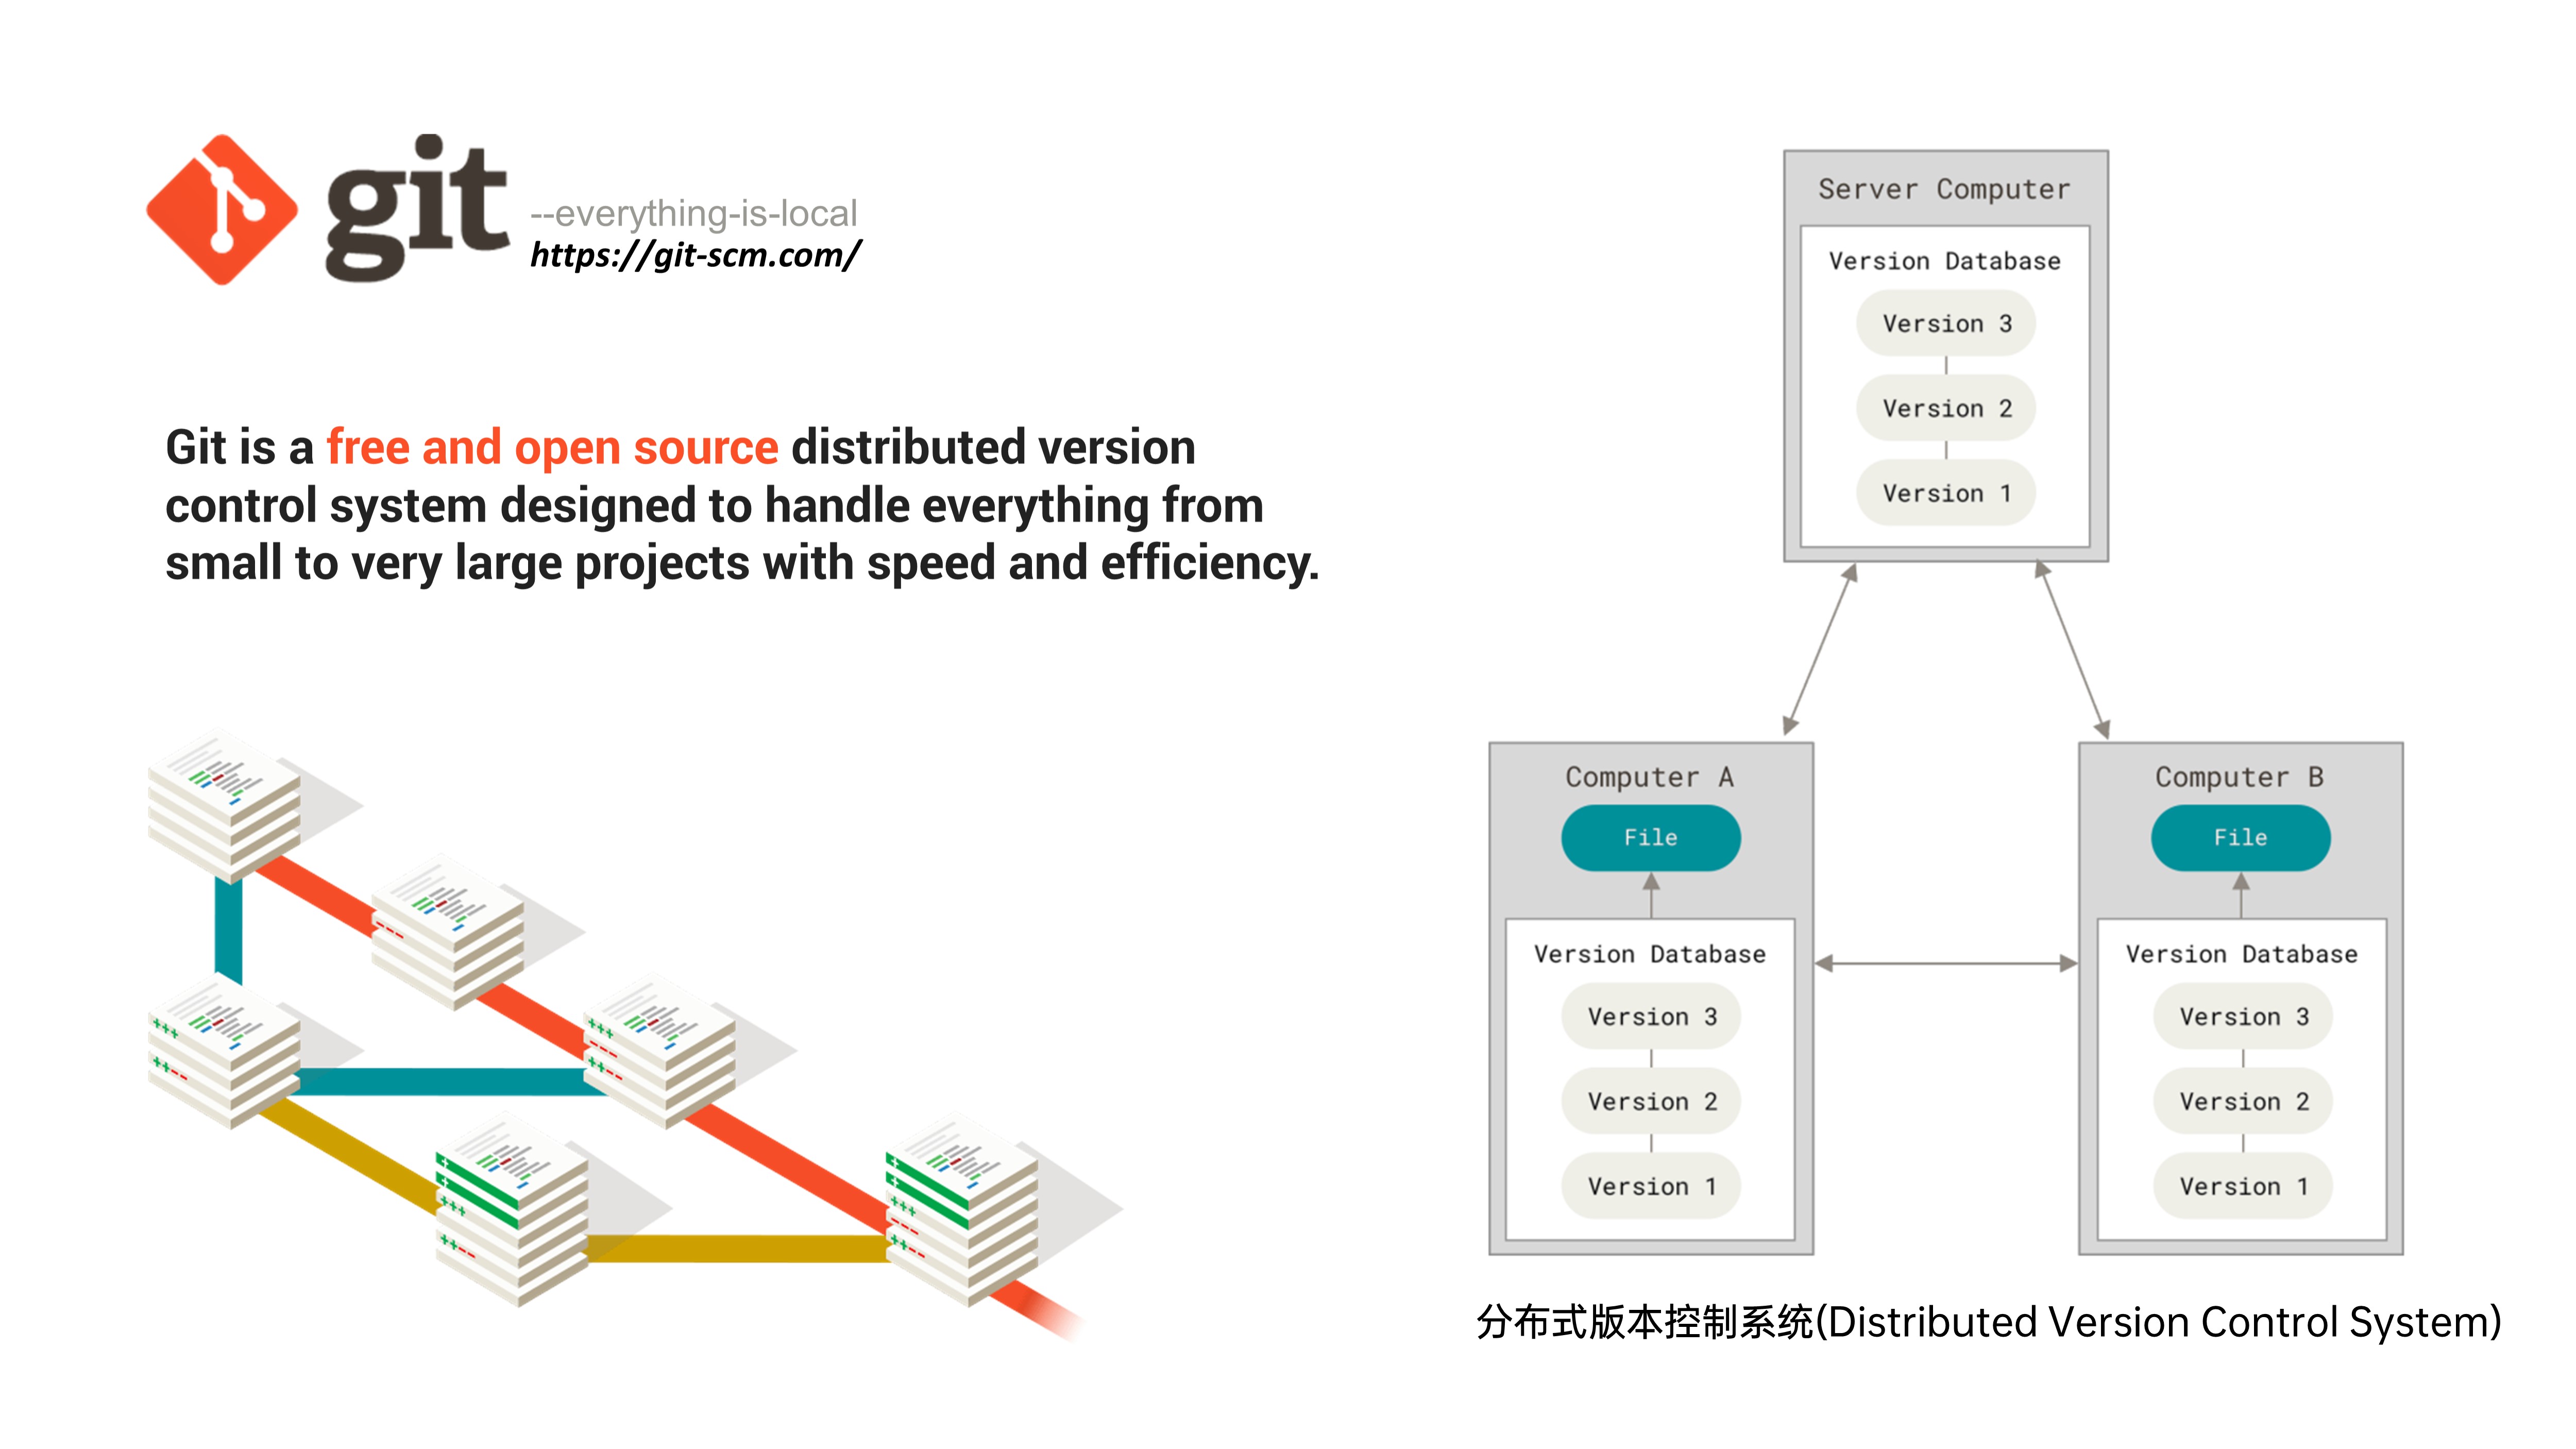 git
--everything-is-local
https://git-scm.com/
Git is a free and open source distributed version
control system designed to handle everything from
small to very large projects with speed and efficiency.
Server Computer
Version Database
Version 3
Version 2
Version 1
Computer A
File
Version Database
Version 3
Version 2
Version 1
Computer B
File
Version Database
Version 3
Version 2
Version 1
分布式版本控制系统(Distributed Version Control System)